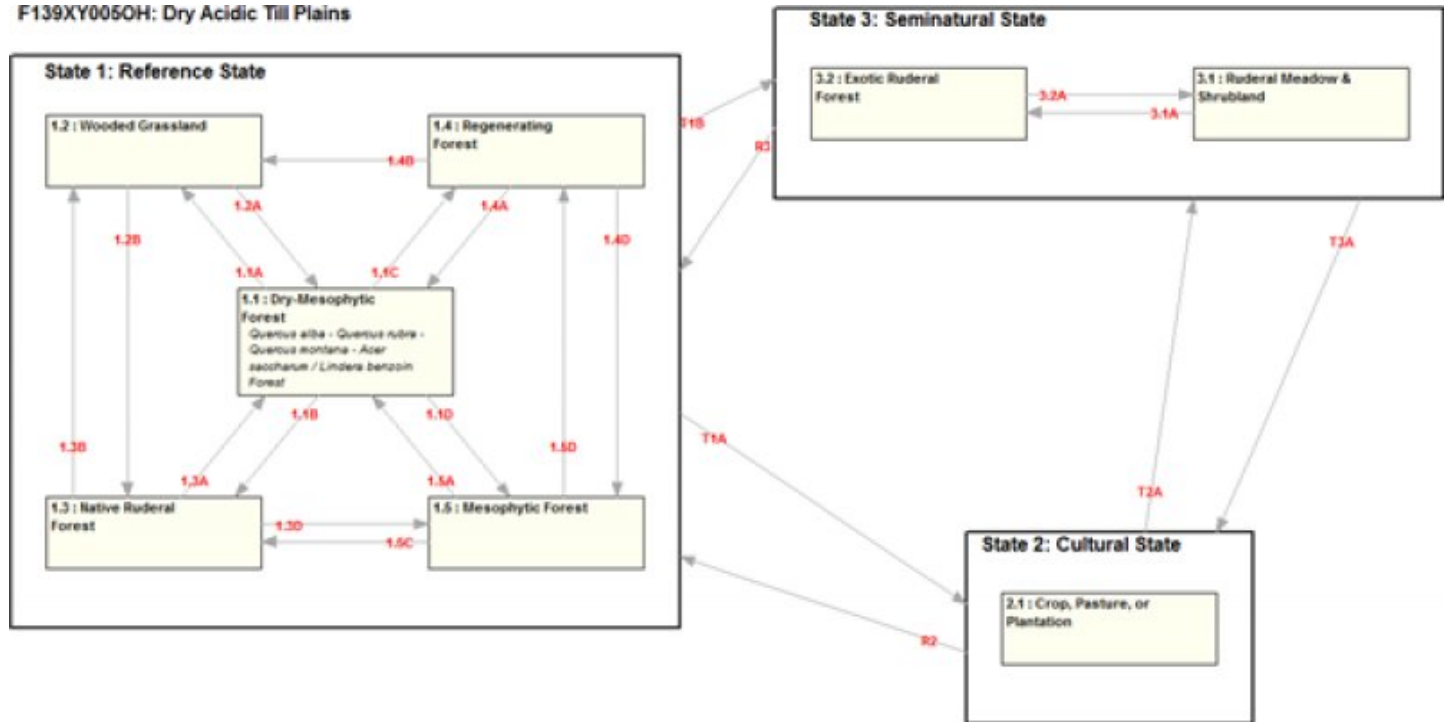 F139XY005OH: Dry Acidic Till Plains
State 1: Reference State
1.2 : Wooded Grassland
1.4 : Regenerating
Forest
1.4B
1.2A
1.4A
1.2B
1.4D
1.1A
1.1C
1.1 : Dry-Mesophytic
Forest
Quercus alba - Quercus rubra -
Quercus montana - Acer
saccharum / Lindera benzoin
Forest
1.1B
1.1D
1.3B
1.5D
1.3A
1.5A
1.3 : Native Ruderal
Forest
1.5 : Mesophytic Forest
1.3D
1.5C
T1B
R3
T1A
R2
State 3: Seminatural State
3.2 : Exotic Ruderal
Forest
3.1 : Ruderal Meadow &
Shrubland
3.2A
3.1A
T3A
T2A
State 2: Cultural State
2.1 : Crop, Pasture, or
Plantation